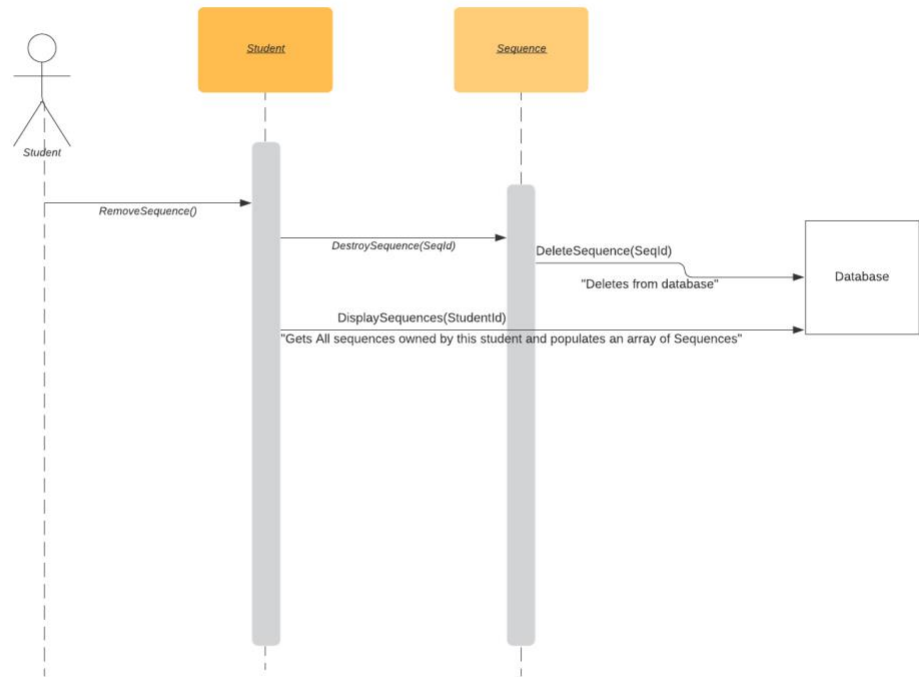 Student
Sequence
Student
RemoveSequence()
DestroySequence(SeqId)
DeleteSequence(SeqId)
"Deletes from database"
Database
DisplaySequences(StudentId)
"Gets All sequences owned by this student and populates an array of Sequences"